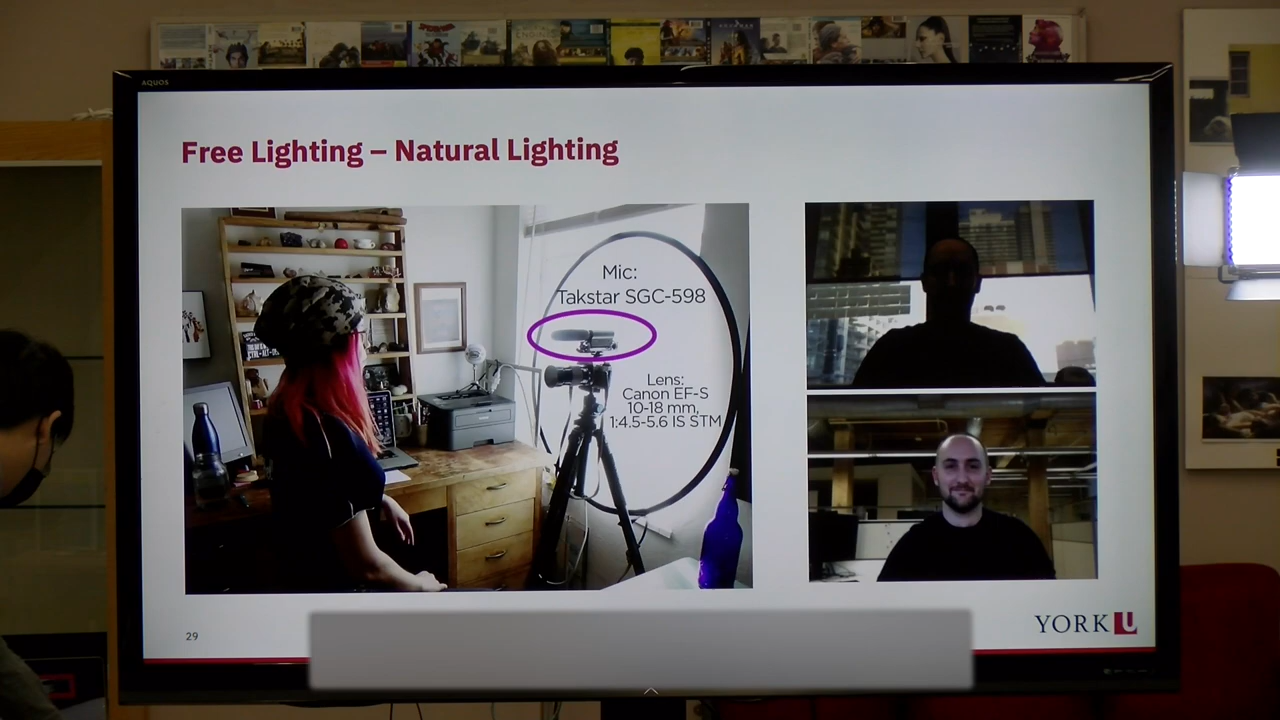 AQUOS
Free Lighting – Natural Lighting
Mic:
Takstar SGC-598
Lens:
Canon EF-S
10-18 mm,
1:4.5-5.6 IS STM
29
YORK U